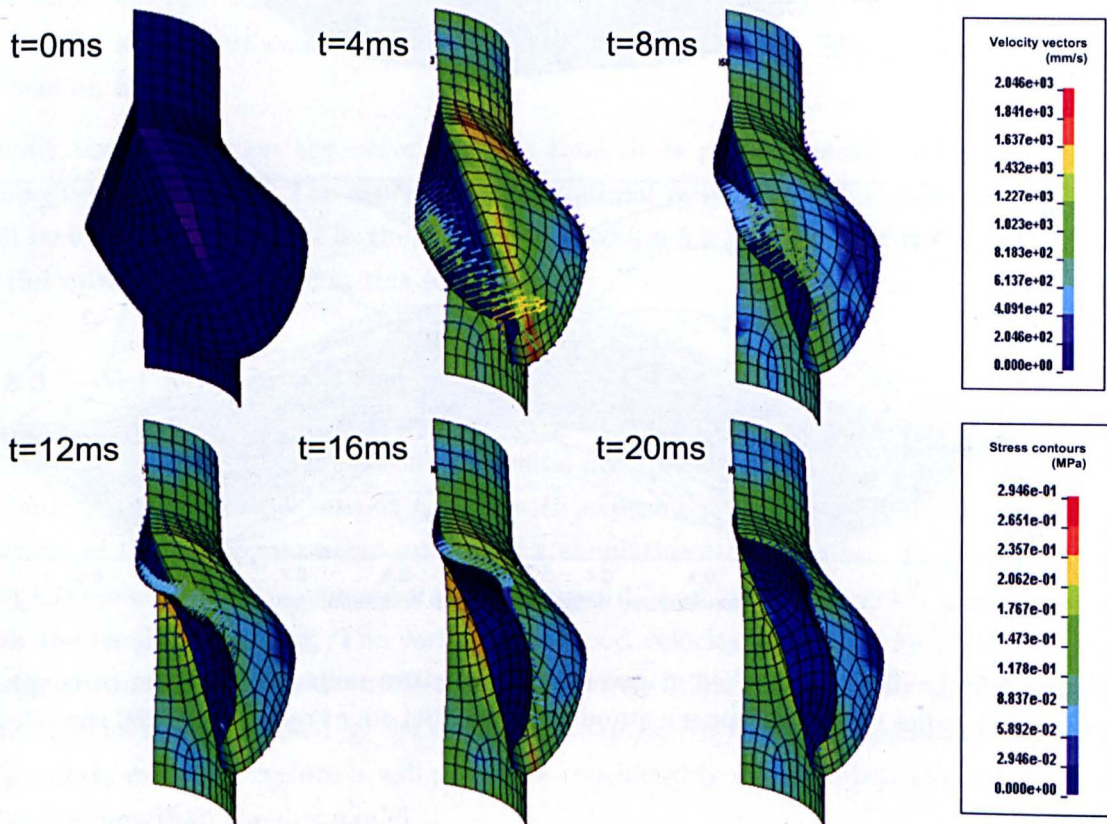 t=0ms
t=4ms
t=8ms
Velocity vectors
(mm/s)
2.046e+03
1.841e+03
1.637e+03
1.432e+03
1.227e+03
1.023e+03
8.183e+02
6.137e+02
4.091e+02
2.046e+02
0.000e+00
t=12ms
t=16ms
t=20ms
Stress contours
(MPa)
2.946e-01
2.651e-01
2.357e-01
2.062e-01
1.767e-01
1.473e-01
1.178e-01
8.837e-02
5.892e-02
2.946e-02
0.000e+00